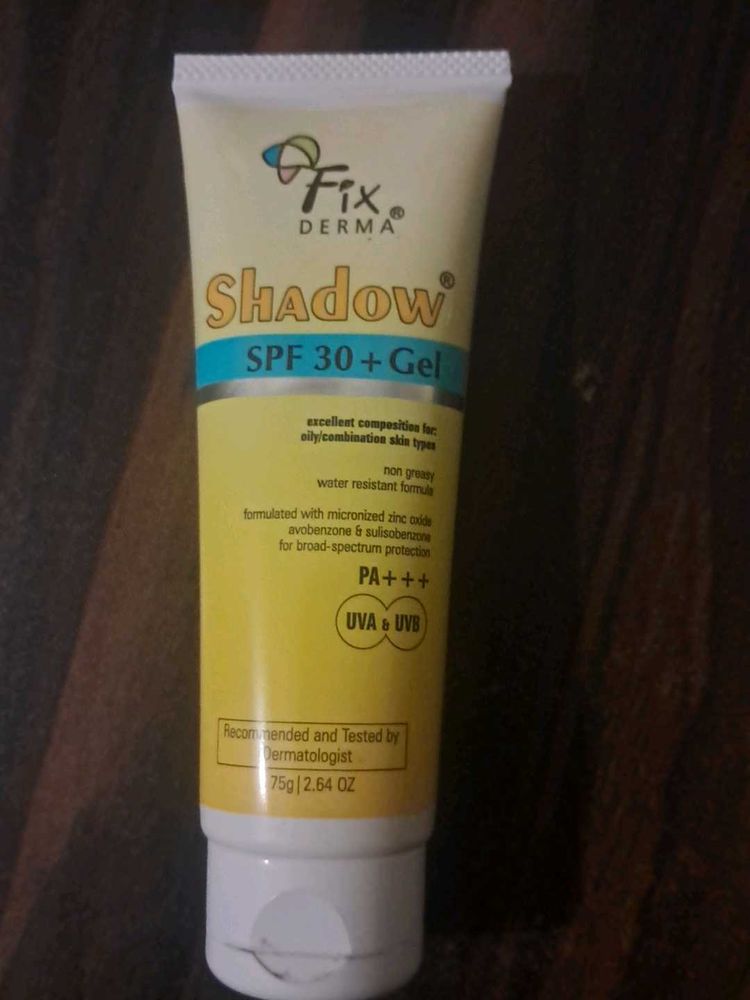 Fix®
DERMA
Shadow®
SPF 30 + Gel
excellent composition for:
oily/combination skin types
non greasy
water resistant formula
formulated with micronized zinc oxide
avobenzone & sulisobenzone
for broad-spectrum protection
PA+++
UVA & UVB
Recommended and Tested by
Dermatologist
75g | 2.64 OZ